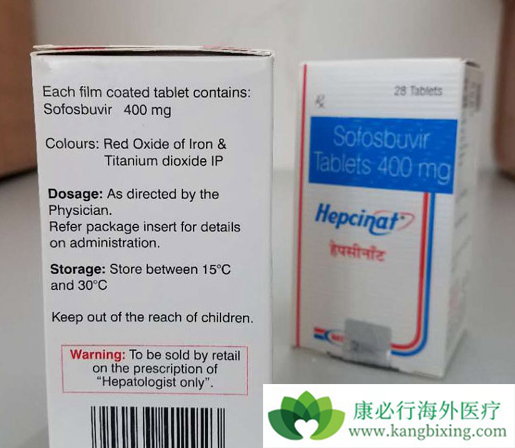 Each film coated tablet contains:
Sofosbuvir 400 mg
Colours: Red Oxide of Iron &
Titanium dioxide IP
Dosage: As directed by the
Physician.
Refer package insert for details
on administration.
Storage: Store between 15°C
and 30°C
Keep out of the reach of children.
Warning: To be sold by retail
on the prescription of
"Hepatologist only".
Rx
28 Tablets
Sofosbuvir
Tablets 400 mg
Hepcinat
हेपसीनॉट
康必行海外医疗
www.kangbixing.com